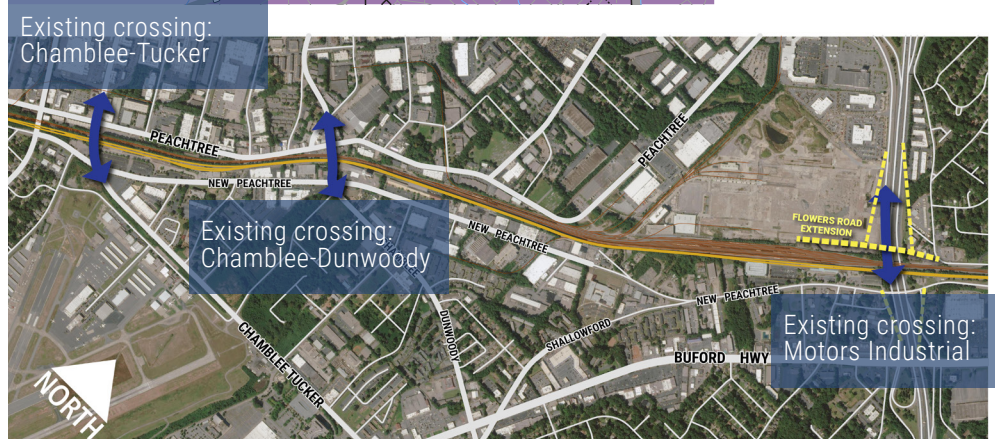 Existing crossing:
Chamblee-Tucker
PEACHTREE
NEW PEACHTREE
PEACHTREE
Existing crossing:
Chamblee-Dunwoody
NEW PEACHTREE
FLOWERS ROAD
EXTENSION
NEW PEACHTREE
Existing crossing:
Motors Industrial
CHAMBLEE TUCKER
DUNWOODY
SHALLOWFORD
BUFORD HWY
NORTH